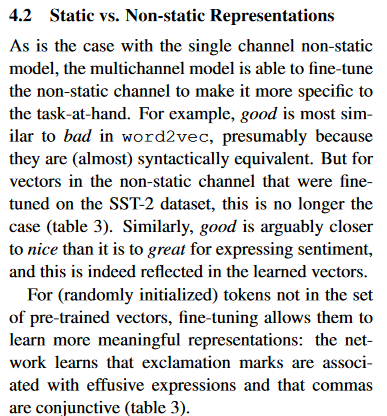 4.2 Static vs. Non-static Representations
As is the case with the single channel non-static
model, the multichannel model is able to fine-tune
the non-static channel to make it more specific to
the task-at-hand. For example, good is most sim-
ilar to bad in word2vec, presumably because
they are (almost) syntactically equivalent. But for
vectors in the non-static channel that were fine-
tuned on the SST-2 dataset, this is no longer the
case (table 3). Similarly, good is arguably closer
to nice than it is to great for expressing sentiment,
and this is indeed reflected in the learned vectors.
For (randomly initialized) tokens not in the set
of pre-trained vectors, fine-tuning allows them to
learn more meaningful representations: the net-
work learns that exclamation marks are associ-
ated with effusive expressions and that commas
are conjunctive (table 3).